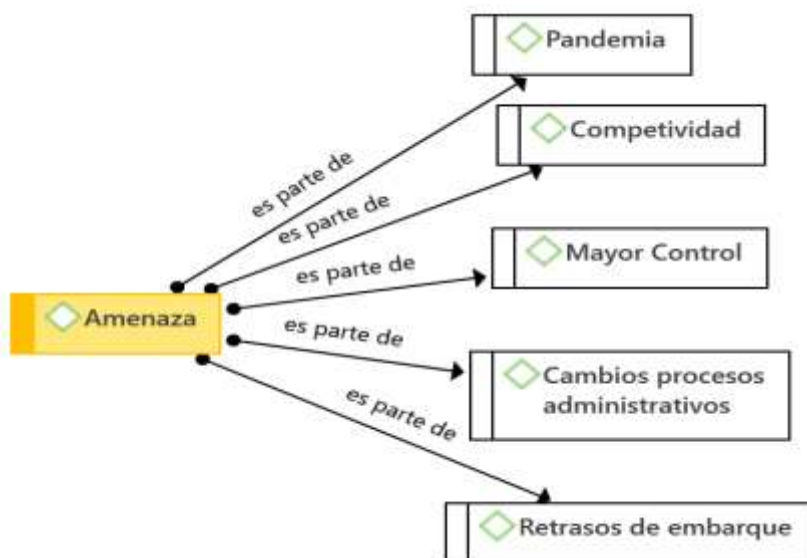 Pandemia
es parte de
Competividad
es parte de
Mayor Control
es parte de
Amenaza
es parte de
Cambios procesos
administrativos
es parte de
Retrasos de embarque